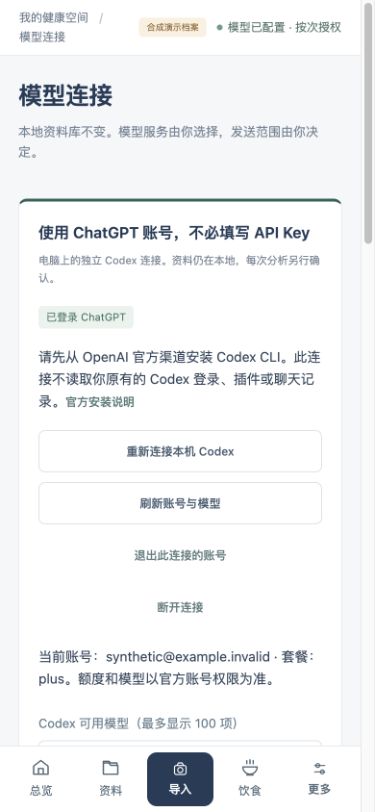 我的健康空间 /
模型连接
合成演示档案
模型已配置 · 按次授权
模型连接
本地资料库不变。模型服务由你选择，发送范围由你决
定。
使用 ChatGPT 账号，不必填写 API Key
电脑上的独立 Codex 连接。资料仍在本地，每次分析另行确
认。
已登录 ChatGPT
请先从 OpenAI 官方渠道安装 Codex CLI。此连
接不读取你原有的 Codex 登录、插件或聊天记
录。官方安装说明
重新连接本机 Codex
刷新账号与模型
退出此连接的账号
断开连接
当前账号：synthetic@example.invalid · 套餐：
plus。额度和模型以官方账号权限为准。
Codex 可用模型（最多显示 100 项）
总览
资料
导入
饮食
更多